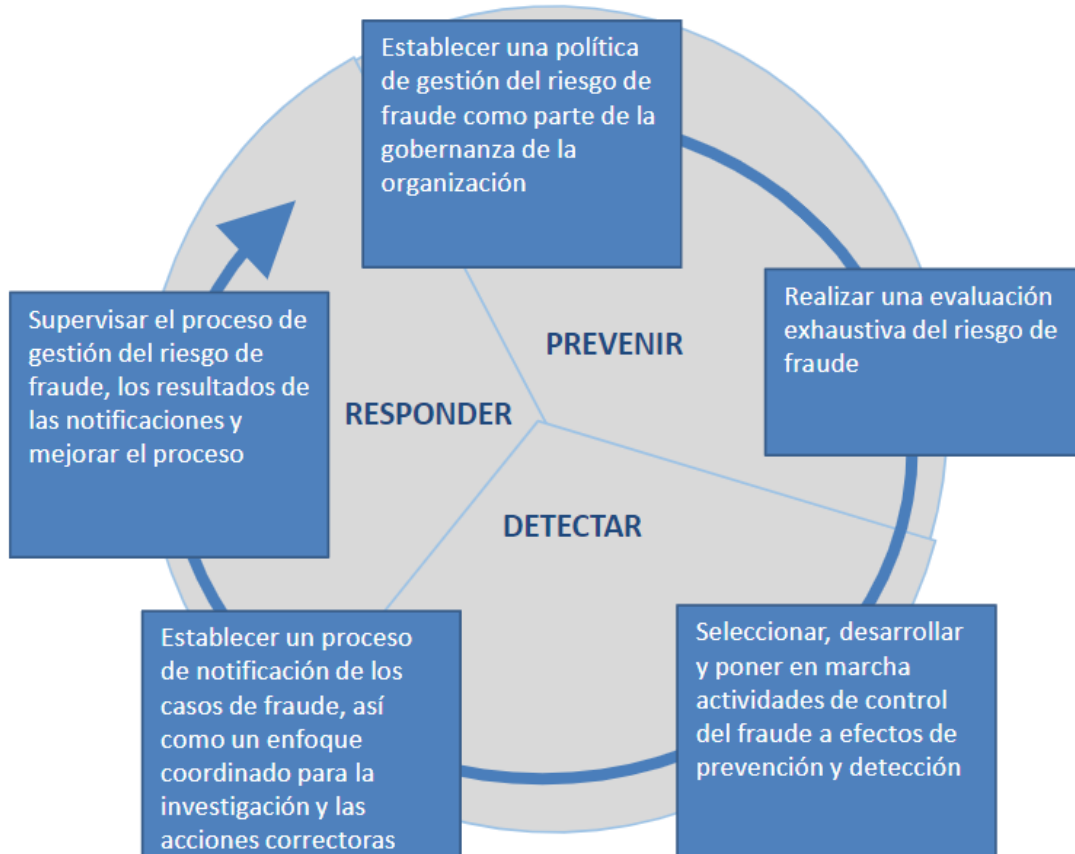 Establecer una política
de gestión del riesgo de
fraude como parte de la
gobernanza de la
organización
Realizar una evaluación
exhaustiva del riesgo de
fraude
Seleccionar, desarrollar
y poner en marcha
actividades de control
del fraude a efectos de
prevención y detección
Establecer un proceso
de notificación de los
casos de fraude, así
como un enfoque
coordinado para la
investigación y las
acciones correctoras
Supervisar el proceso de
gestión del riesgo de
fraude, los resultados de
las notificaciones y
mejorar el proceso
PREVENIR
DETECTAR
RESPONDER